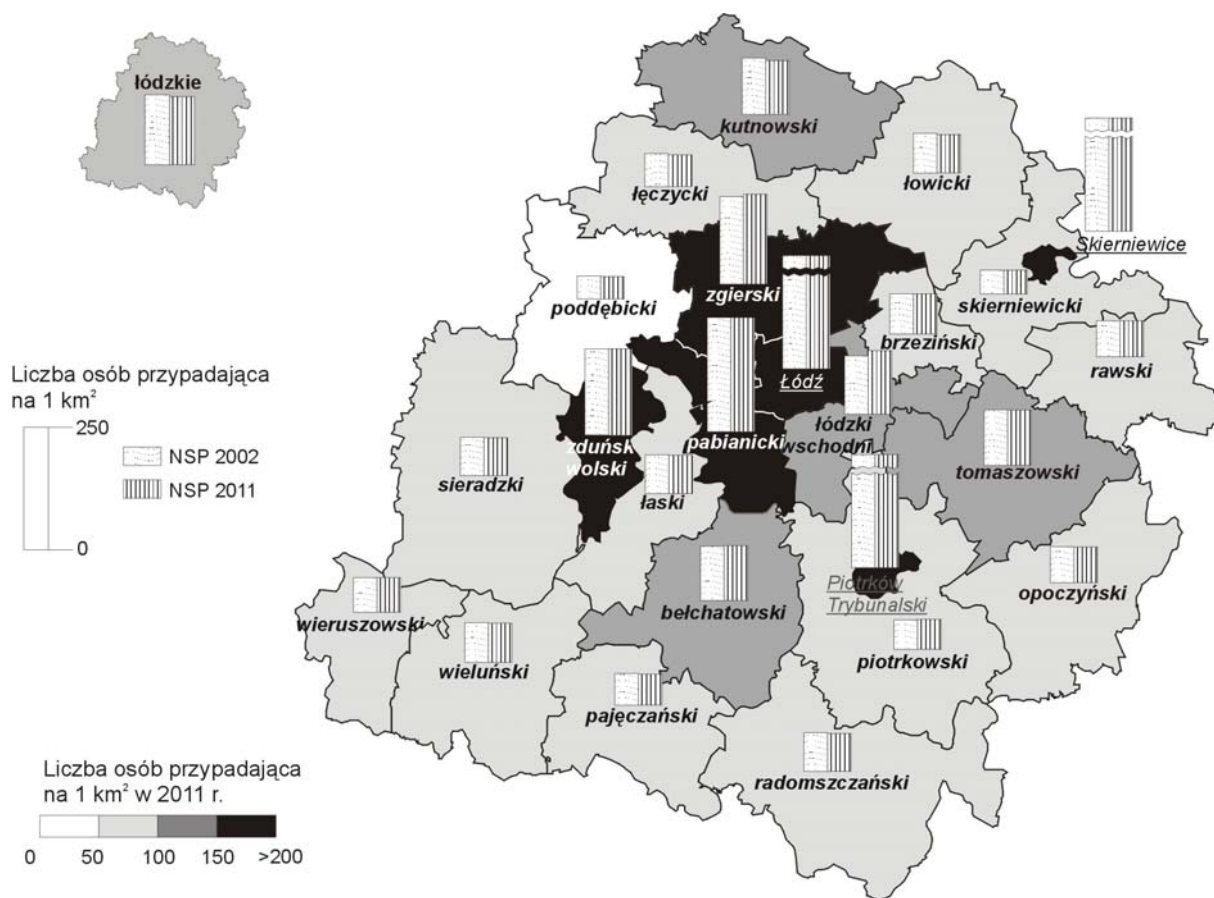 łódzkie
kutnowski
łęczycki
łowicki
Skierniewice
zgierski
poddębicki
skierniewicki
brzeziński
rawski
Łódź
Liczba osób przypadająca
na 1 km²
250
NSP 2002
NSP 2011
0
zduńsko
wolski
pabianicki
łódzki
wschodni
sieradzki
łaski
tomaszowski
Piotrków
Trybunalski
opoczyński
wieruszowski
bełchatowski
wieluński
piotrkowski
pajęczański
radomszczański
Liczba osób przypadająca
na 1 km² w 2011 r.
0 50 100 150 >200